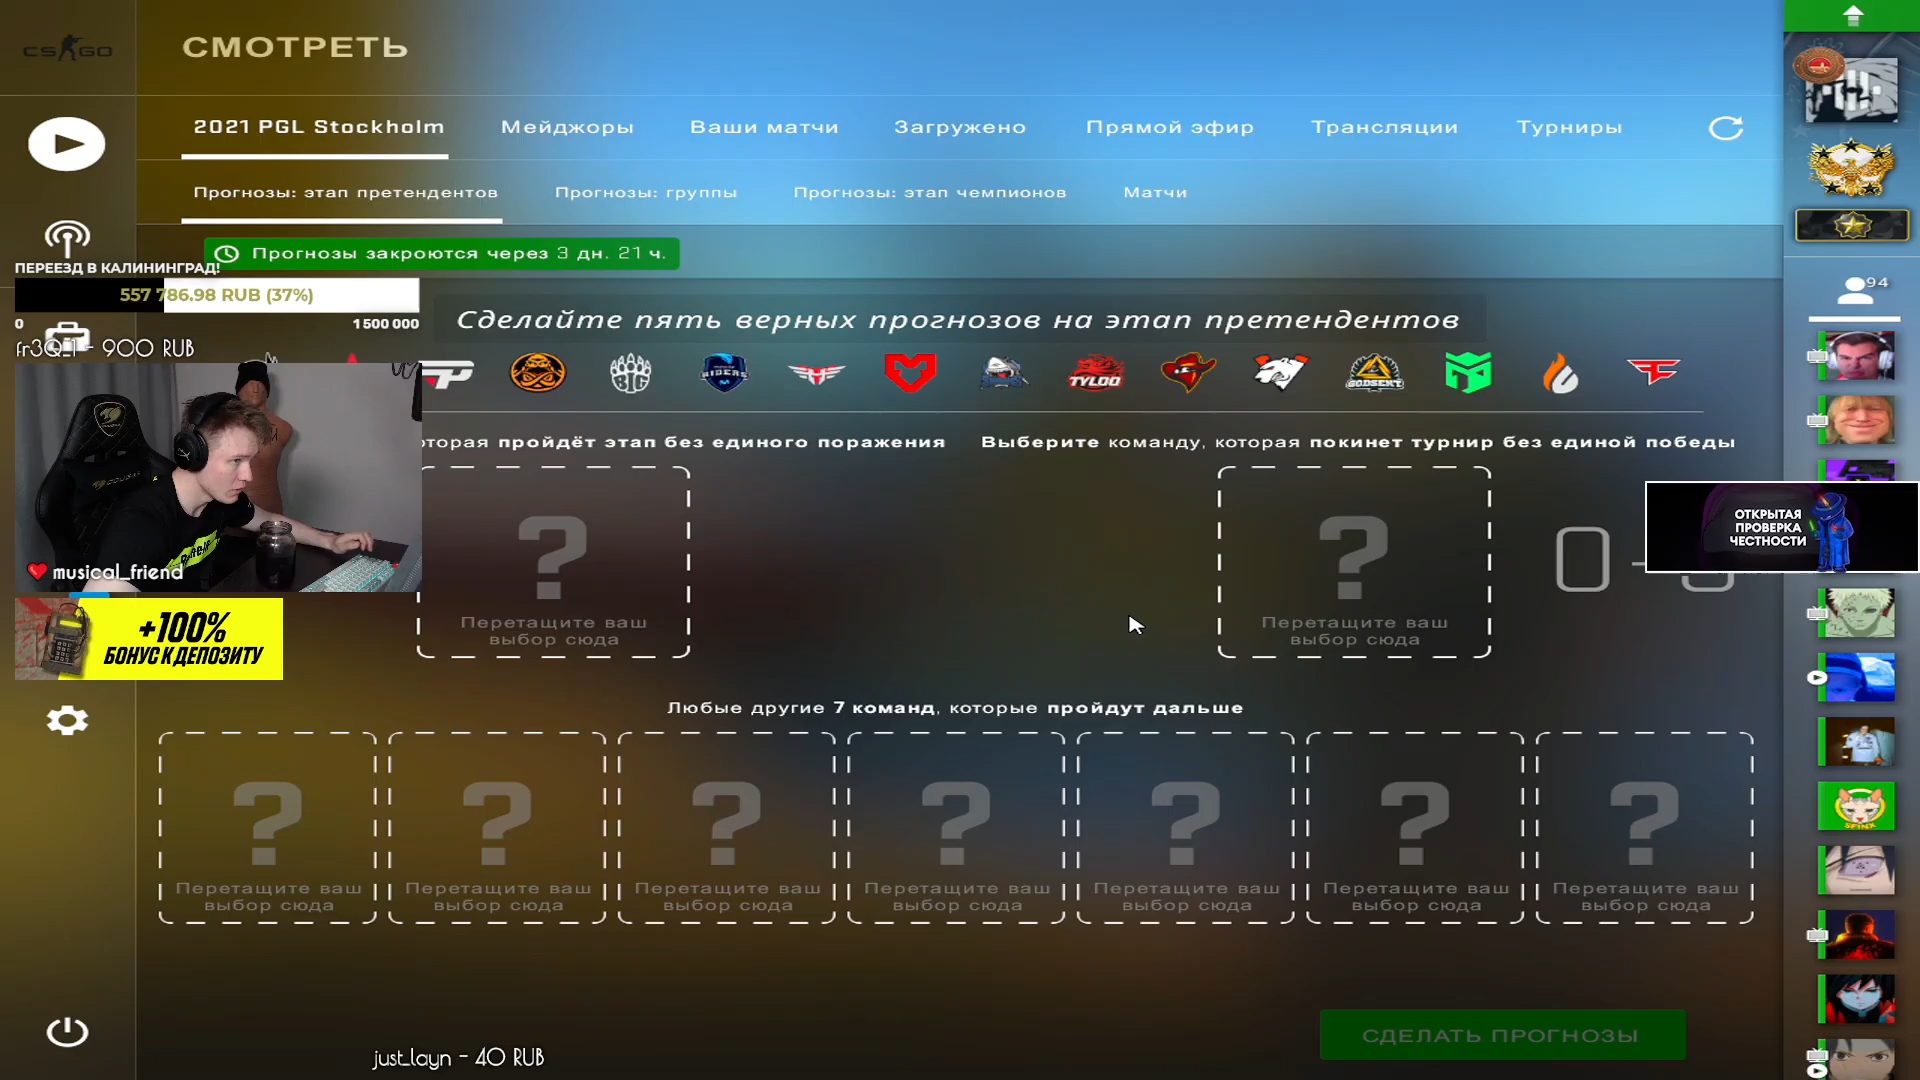 CS GO
СМОТРЕТЬ
2021 PGL Stockholm
Мейджоры
Ваши матчи
Загружено
Прямой эфир
Трансляции
Турниры
Прогнозы: этап претендентов
Прогнозы: группы
Прогнозы: этап чемпионов
Матчи
Прогнозы закроются через 3 дн. 21 ч.
94
ПЕРЕЕЗД В КАЛИНИНГРАД!
557 786.98 RUB (37%)
0
1 500 000
fr3Q_1 - 900 RUB
Сделайте пять верных прогнозов на этап претендентов
BIG
RIDERS
TYLOO
GODSENT
пройдёт этап без единого поражения
Выберите команду, которая покинет турнир без единой победы
?
Перетащите ваш
выбор сюда
?
Перетащите ваш
выбор сюда
0 -
ОТКРЫТАЯ
ПРОВЕРКА
ЧЕСТНОСТИ
musical_friend
+100%
БОНУС К ДЕПОЗИТУ
Любые другие 7 команд, которые пройдут дальше
?
Перетащите ваш
выбор сюда
?
Перетащите ваш
выбор сюда
?
Перетащите ваш
выбор сюда
?
Перетащите ваш
выбор сюда
?
Перетащите ваш
выбор сюда
?
Перетащите ваш
выбор сюда
?
Перетащите ваш
выбор сюда
СДЕЛАТЬ ПРОГНОЗЫ
just_layn - 40 RUB